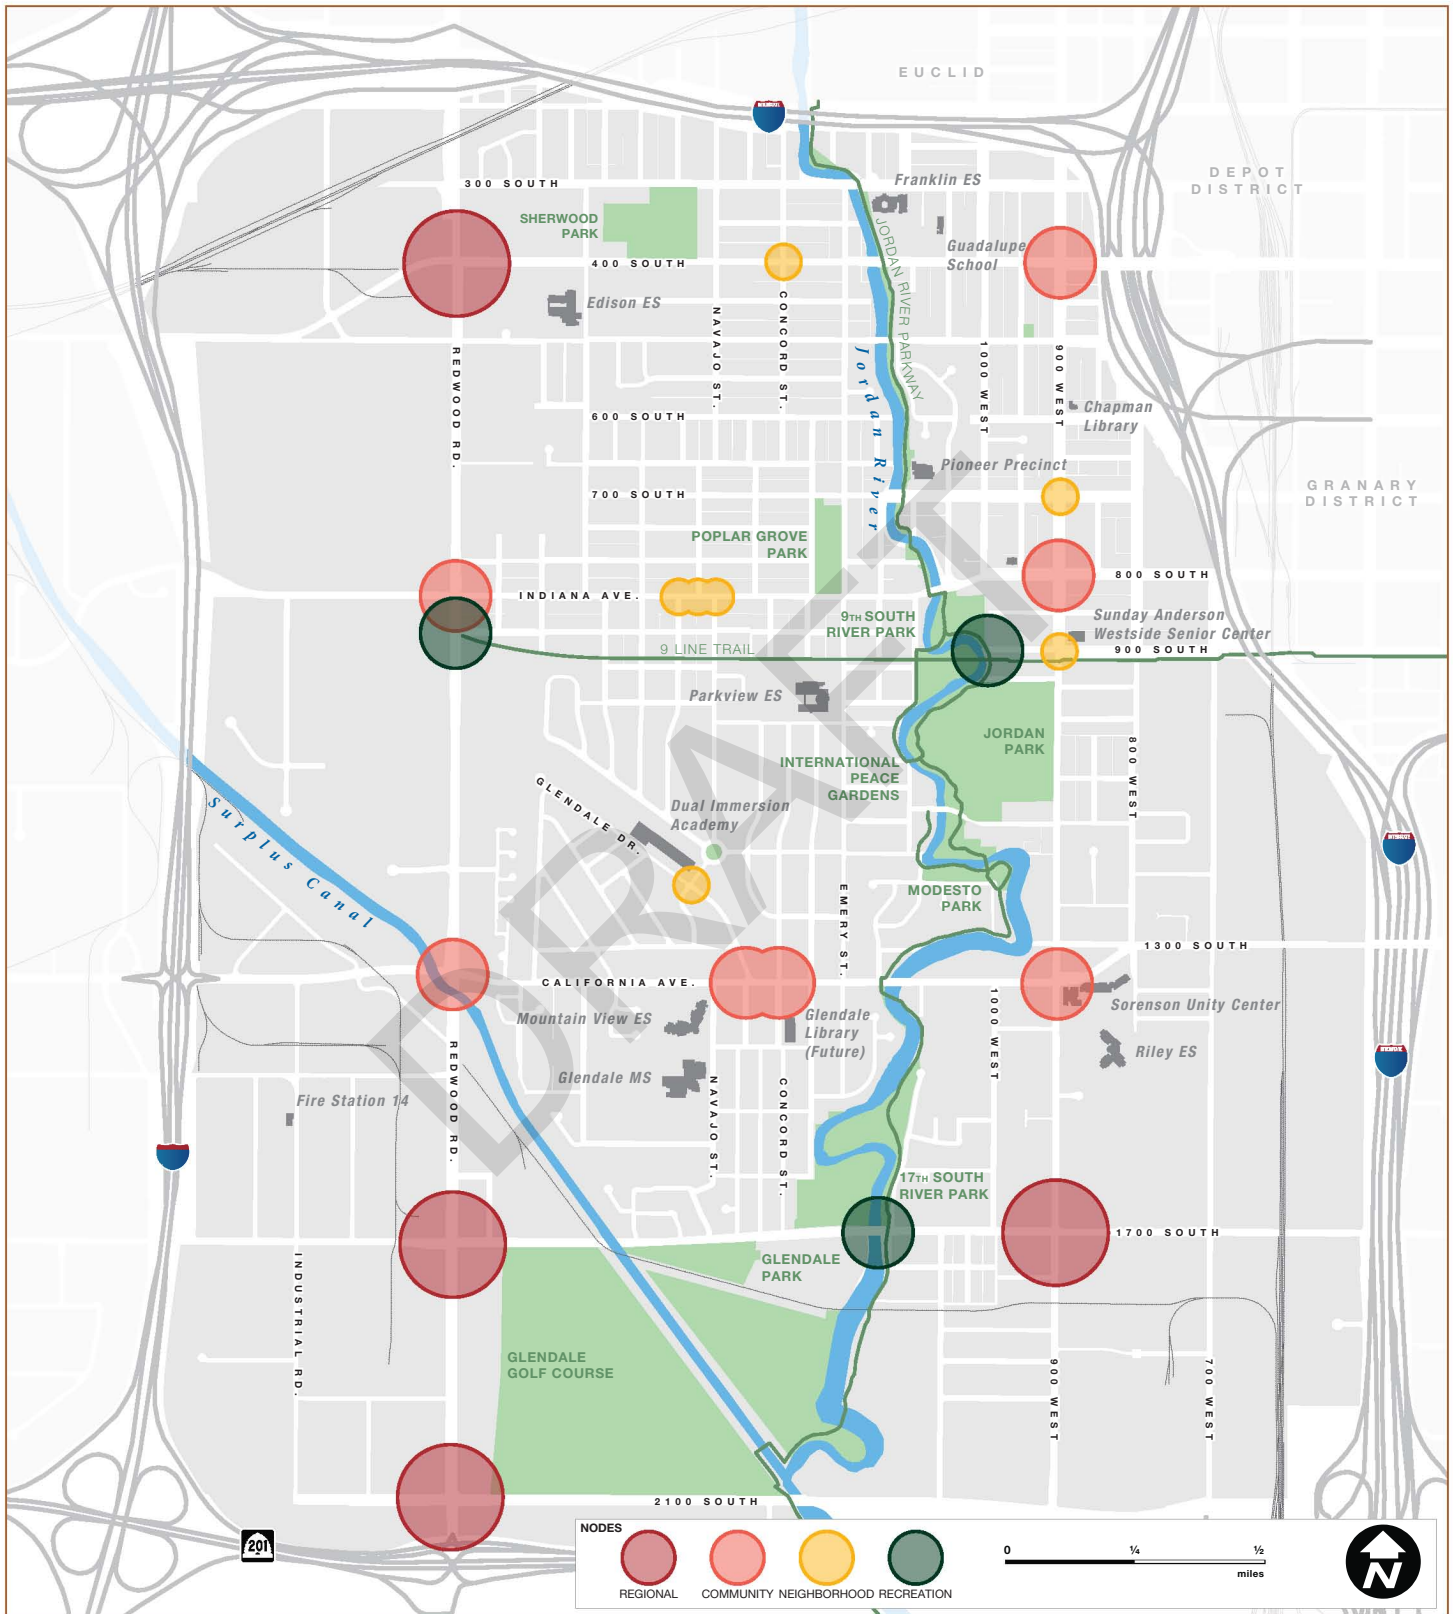 EUCLID
DEPOT
DISTRICT
Franklin ES
300 SOUTH
SHERWOOD
PARK
Guadalupe
School
400 SOUTH
JORDAN RIVER PARKWAY
Edison ES
NAVAJO ST.
CONCORD ST.
REDWOOD RD.
Jordan River
1000 WEST
900 WEST
Chapman
Library
600 SOUTH
Pioneer Precinct
GRANARY
DISTRICT
700 SOUTH
POPLAR GROVE
PARK
800 SOUTH
INDIANA AVE.
9TH SOUTH
RIVER PARK
Sunday Anderson
Westside Senior Center
900 SOUTH
9 LINE TRAIL
Parkview ES
JORDAN
PARK
800 WEST
INTERNATIONAL
PEACE
GARDENS
GLENDALE DR.
Dual Immersion
Academy
Surplus Canal
MODESTO
PARK
EMERY ST.
1300 SOUTH
CALIFORNIA AVE.
1000 WEST
Sorenson Unity Center
Mountain View ES
Glendale
Library
(Future)
Riley ES
REDWOOD RD.
Glendale MS
NAVAJO ST.
CONCORD ST.
Fire Station 14
17TH SOUTH
RIVER PARK
1700 SOUTH
GLENDALE
PARK
INDUSTRIAL RD.
GLENDALE
GOLF COURSE
900 WEST
700 WEST
2100 SOUTH
201
DRAFT
NODES
REGIONAL
COMMUNITY
NEIGHBORHOOD
RECREATION
0 ¼ ½
miles
N